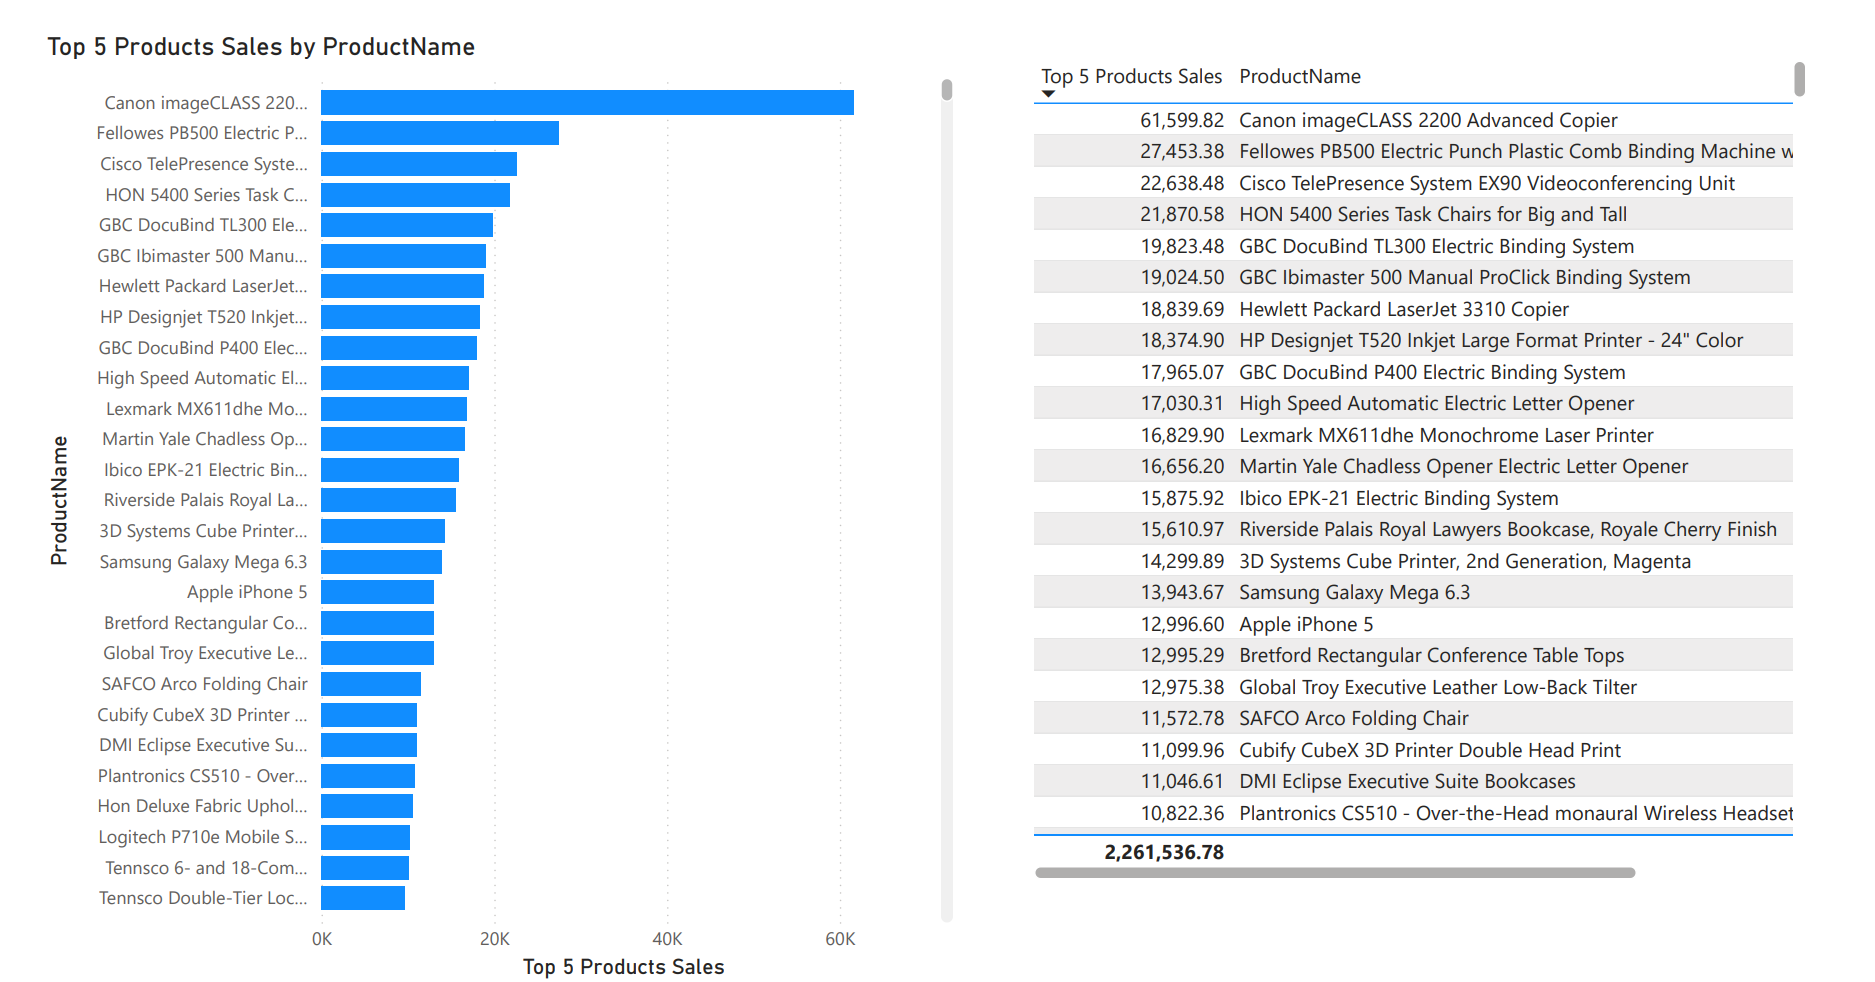 Top 5 Products Sales by ProductName
ProductName
Canon imageCLASS 220...
Fellowes PB500 Electric P...
Cisco TelePresence Syste...
HON 5400 Series Task C...
GBC DocuBind TL300 Ele...
GBC Ibimaster 500 Manu...
Hewlett Packard LaserJet...
HP Designjet T520 Inkjet...
GBC DocuBind P400 Elec...
High Speed Automatic El...
Lexmark MX611dhe Mo...
Martin Yale Chadless Op...
Ibico EPK-21 Electric Bin...
Riverside Palais Royal La...
3D Systems Cube Printer...
Samsung Galaxy Mega 6.3
Apple iPhone 5
Bretford Rectangular Co...
Global Troy Executive Le...
SAFCO Arco Folding Chair
Cubify CubeX 3D Printer ...
DMI Eclipse Executive Su...
Plantronics CS510 - Over...
Hon Deluxe Fabric Uphol...
Logitech P710e Mobile S...
Tennsco 6- and 18-Com...
Tennsco Double-Tier Loc...
0K 20K 40K 60K
Top 5 Products Sales
Top 5 Products Sales ProductName
61,599.82 Canon imageCLASS 2200 Advanced Copier
27,453.38 Fellowes PB500 Electric Punch Plastic Comb Binding Machine w
22,638.48 Cisco TelePresence System EX90 Videoconferencing Unit
21,870.58 HON 5400 Series Task Chairs for Big and Tall
19,823.48 GBC DocuBind TL300 Electric Binding System
19,024.50 GBC Ibimaster 500 Manual ProClick Binding System
18,839.69 Hewlett Packard LaserJet 3310 Copier
18,374.90 HP Designjet T520 Inkjet Large Format Printer - 24" Color
17,965.07 GBC DocuBind P400 Electric Binding System
17,030.31 High Speed Automatic Electric Letter Opener
16,829.90 Lexmark MX611dhe Monochrome Laser Printer
16,656.20 Martin Yale Chadless Opener Electric Letter Opener
15,875.92 Ibico EPK-21 Electric Binding System
15,610.97 Riverside Palais Royal Lawyers Bookcase, Royale Cherry Finish
14,299.89 3D Systems Cube Printer, 2nd Generation, Magenta
13,943.67 Samsung Galaxy Mega 6.3
12,996.60 Apple iPhone 5
12,995.29 Bretford Rectangular Conference Table Tops
12,975.38 Global Troy Executive Leather Low-Back Tilter
11,572.78 SAFCO Arco Folding Chair
11,099.96 Cubify CubeX 3D Printer Double Head Print
11,046.61 DMI Eclipse Executive Suite Bookcases
10,822.36 Plantronics CS510 - Over-the-Head monaural Wireless Headset
2,261,536.78